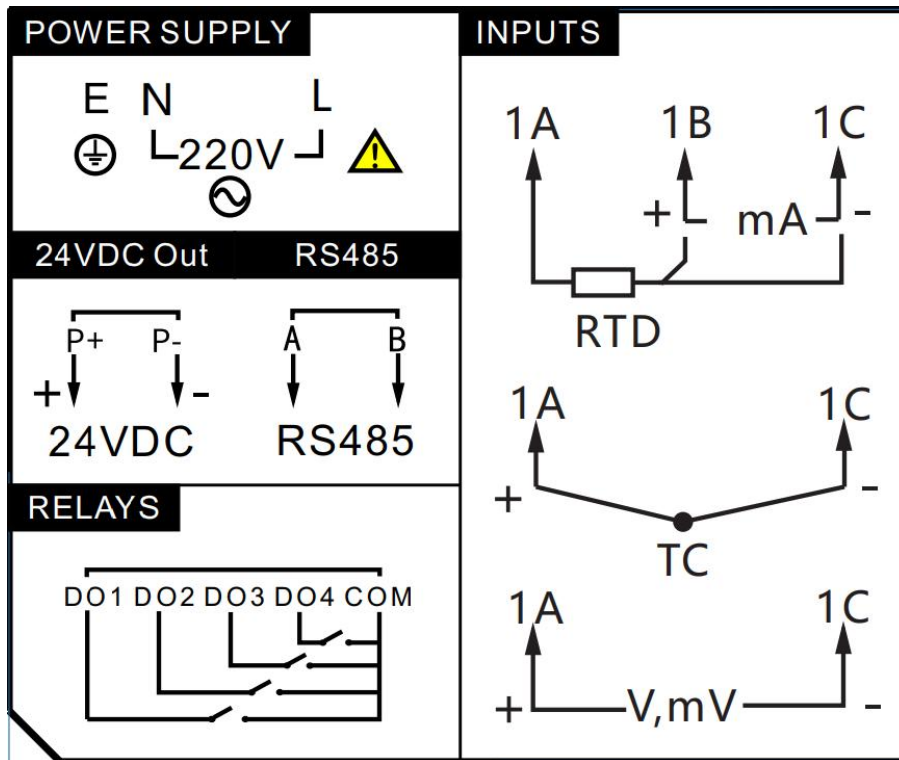 POWER SUPPLY
E N L
220V
24VDC Out
RS485
P+ P-
A B
+ -
24VDC
RS485
RELAYS
DO1 DO2 DO3 DO4 COM
INPUTS
1A 1B 1C
+ mA -
RTD
1A 1C
+ -
TC
1A 1C
+ V,mV -